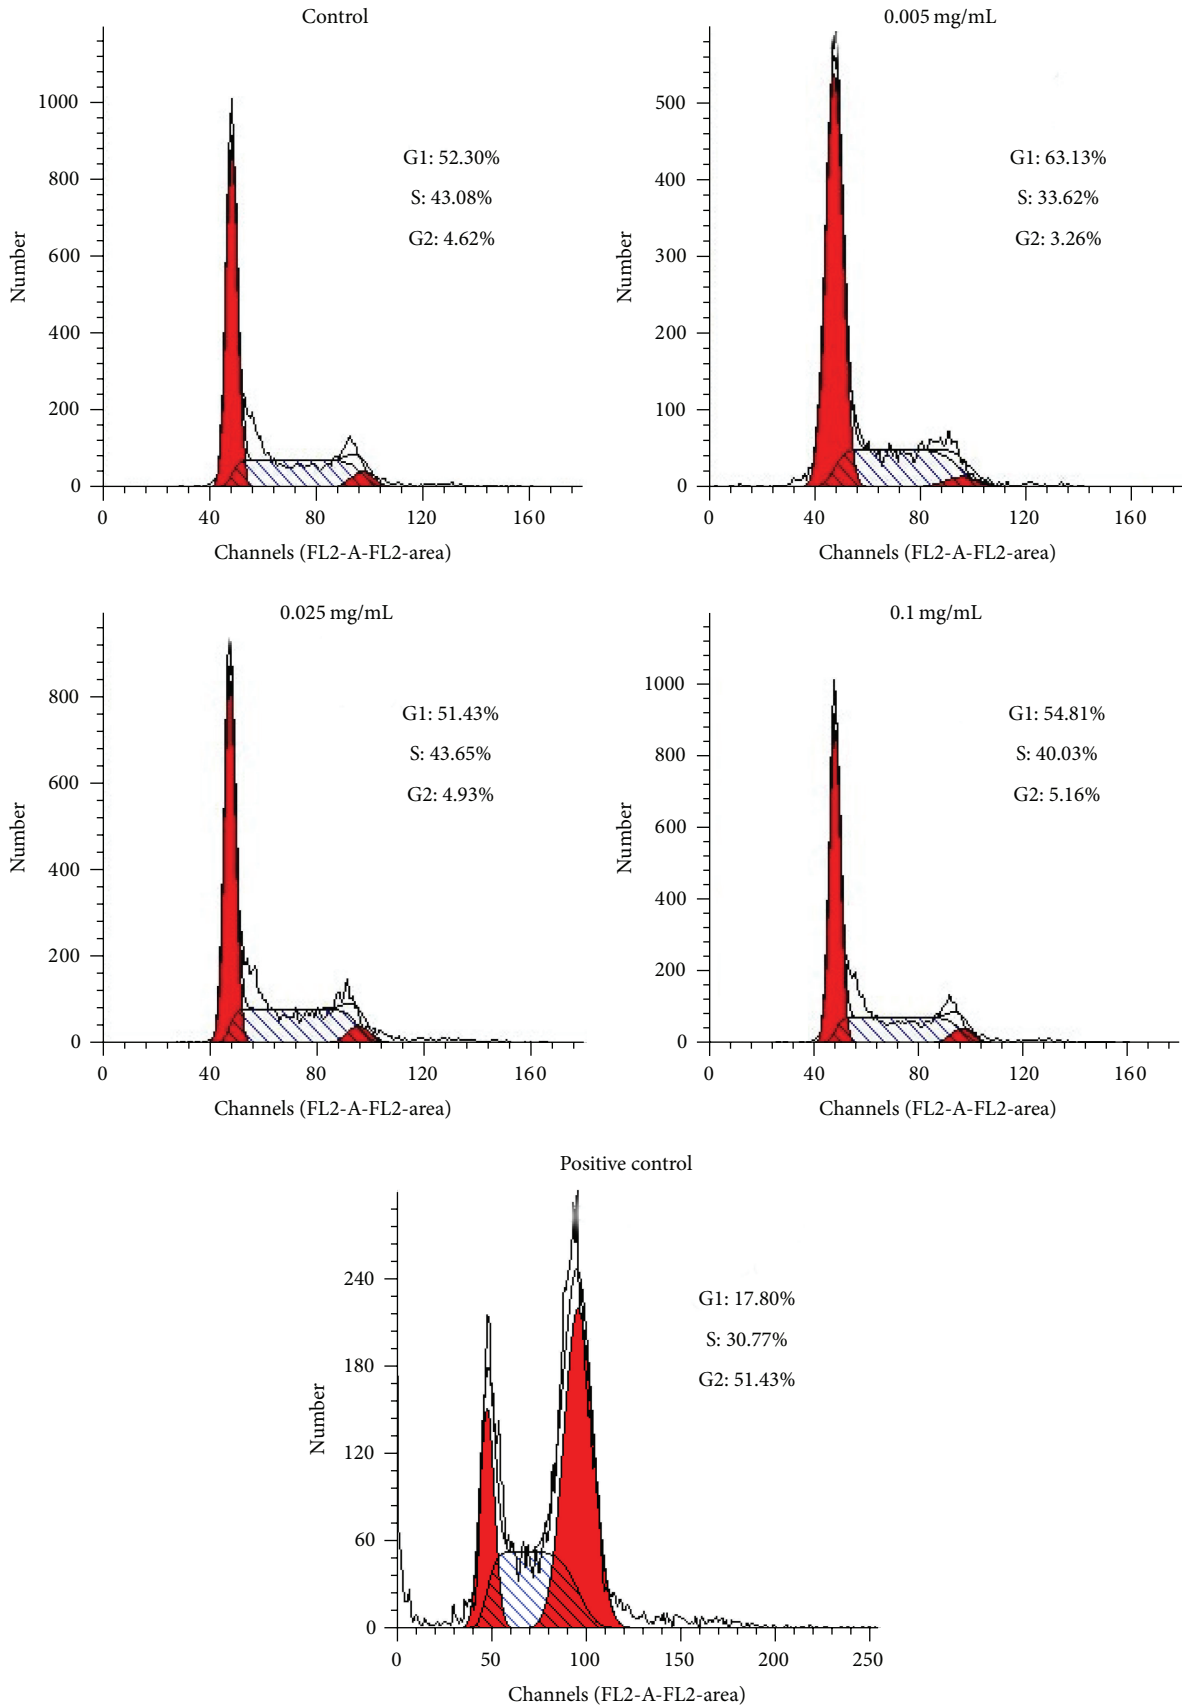 Control
1000
800
600
400
200
0
Number
G1: 52.30%
S: 43.08%
G2: 4.62%
0 40 80 120 160
Channels (FL2-A-FL2-area)
0.005 mg/mL
500
400
300
200
100
0
Number
G1: 63.13%
S: 33.62%
G2: 3.26%
0 40 80 120 160
Channels (FL2-A-FL2-area)
0.025 mg/mL
800
600
400
200
0
Number
G1: 51.43%
S: 43.65%
G2: 4.93%
0 40 80 120 160
Channels (FL2-A-FL2-area)
0.1 mg/mL
1000
800
600
400
200
0
Number
G1: 54.81%
S: 40.03%
G2: 5.16%
0 40 80 120 160
Channels (FL2-A-FL2-area)
Positive control
240
180
120
60
0
Number
G1: 17.80%
S: 30.77%
G2: 51.43%
0 50 100 150 200 250
Channels (FL2-A-FL2-area)